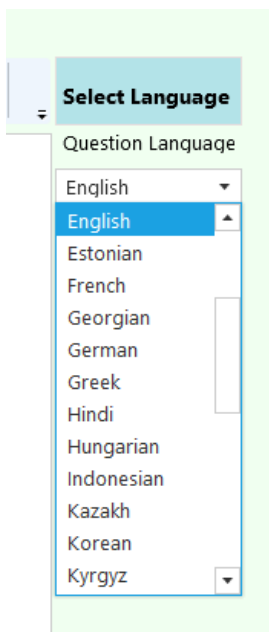 Select Language
Question Language
English
English
Estonian
French
Georgian
German
Greek
Hindi
Hungarian
Indonesian
Kazakh
Korean
Kyrgyz